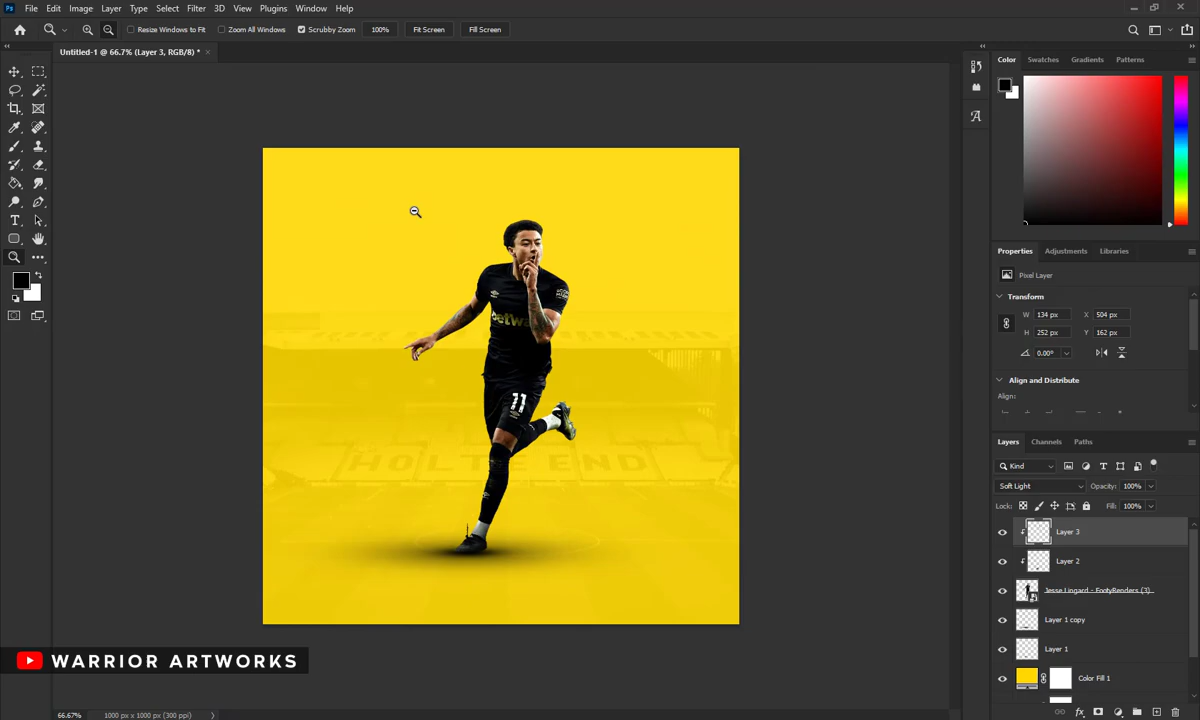 Ps File Edit Image Layer Type Select Filter 3D View Plugins Window Help
Resize Windows to Fit Zoom All Windows Scrubby Zoom 100% Fit Screen Fill Screen
Untitled-1 @ 66.7% (Layer 3, RGB/8) * ×
Color Swatches Gradients Patterns
Properties Adjustments Libraries
Pixel Layer
Transform
W 134 px X 504 px
H 252 px Y 162 px
0.00°
Align and Distribute
Align:
Layers Channels Paths
Kind
Soft Light Opacity: 100%
Lock: Fill: 100%
Layer 3
Layer 2
Jesse Lingard - FootyRenders (3)
Layer 1 copy
Layer 1
Color Fill 1
betway
11
HOLTE END
WARRIOR ARTWORKS
66.67% 1000 px x 1000 px (300 ppi)